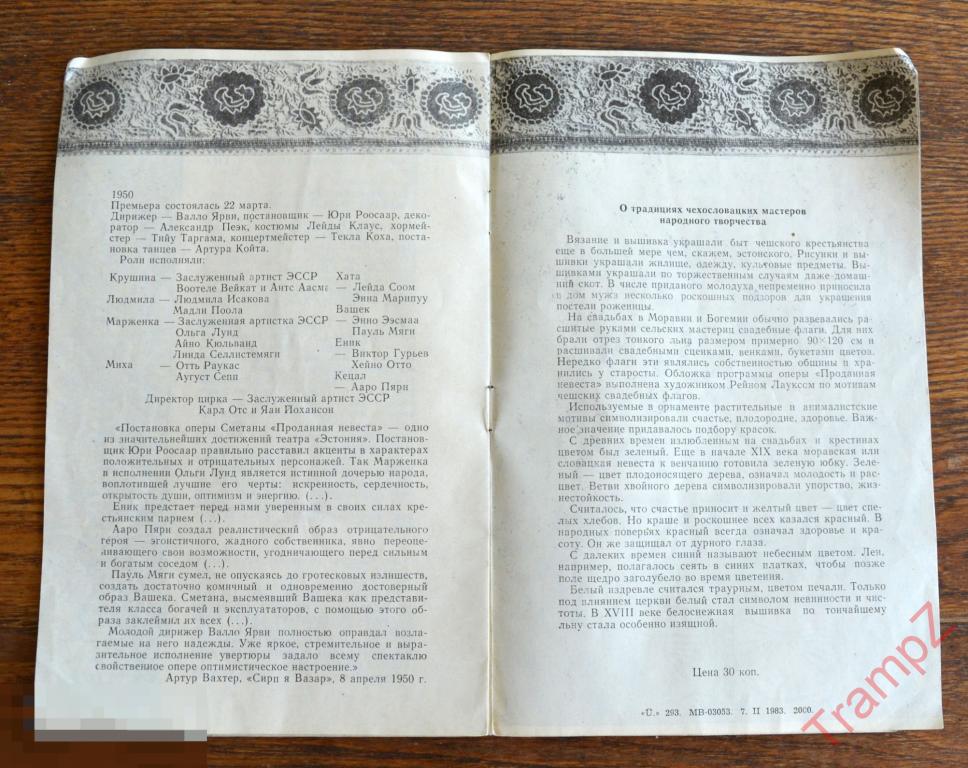 1950
Премьера состоялась 22 марта.
Дирижер — Валло Ярви, постановщик — Юри Роосаар, деко-
ратор — Александр Пеэк, костюмы Лейды Клаус, хормей-
стер — Тийу Таргама, концертмейстер — Текла Коха, поста-
новка танцев — Артура Койта.
Роли исполняли:
Крушина — Заслуженный артист ЭССР
Воотеле Вейкат и Антс Аасма
Людмила — Людмила Исакова
Мадли Поола
Марженка — Заслуженная артистка ЭССР
Ольга Лунд
Айно Кюльванд
Линда Селлистемяги
Миха — Отть Раукас
Аугуст Сепп
Хата
— Лейда Соом
Энна Марипуу
Вашек
— Энно Ээсмаа
Пауль Мяги
Еник
— Виктор Гурьев
Хейно Отто
Кецал
— Ааро Пярн
Директор цирка — Заслуженный артист ЭССР
Карл Отс и Яан Йохансон
«Постановка оперы Сметаны «Проданная невеста» — одно
из значительнейших достижений театра «Эстония». Постанов-
щик Юри Роосаар правильно расставил акценты в характерах
положительных и отрицательных персонажей. Так Марженка
в исполнении Ольги Лунд является истинной дочерью народа,
воплотившей лучшие его черты: искренность, сердечность,
открытость души, оптимизм и энергию. (...).
Еник предстает перед нами уверенным в своих силах кре-
стьянским парнем (...).
Ааро Пярн создал реалистический образ отрицательного
героя — эгоистичного, жадного собственника, явно переоце-
нивающего свои возможности, угодничающего перед сильным
и богатым соседом (...).
Пауль Мяги сумел, не опускаясь до гротесковых излишеств,
создать достаточно комичный и одновременно достоверный
образ Вашека. Сметана, высмеявший Вашека как представи-
теля класса богачей и эксплуататоров, с помощью этого об-
раза заклеймил их всех (...).
Молодой дирижер Валло Ярви полностью оправдал возла-
гаемые на него надежды. Уже яркое, стремительное и выра-
зительное исполнение увертюры задало всему спектаклю
свойственное опере оптимистическое настроение.»
Артур Вахтер, «Сирп я Вазар», 8 апреля 1950 г.
О традициях чехословацких мастеров
народного творчества
Вязание и вышивка украшали быт чешского крестьянства
еще в большей мере чем, скажем, эстонского. Рисунки и вы-
шивки украшали жилище, одежду, культовые предметы. Вы-
шивками украшали по торжественным случаям даже домаш-
ний скот. В числе приданого молодуха непременно приносила
в дом мужа несколько роскошных подзоров для украшения
постели роженицы.
На свадьбах в Моравии и Богемии обычно развевались ра-
сшитые руками сельских мастериц свадебные флаги. Для них
брали отрез тонкого льна размером примерно 90×120 см и
расшивали свадебными сценками, венками, букетами цветов.
Нередко флаги эти являлись собственностью общины и хра-
нились у старосты. Обложка программы оперы «Проданная
невеста» выполнена художником Рейном Лаукссом по мотивам
чешских свадебных флагов.
Используемые в орнаменте растительные и анималистские
мотивы символизировали счастье, плодородие, здоровье. Важ-
ное значение придавалось подбору красок.
С древних времен излюбленным на свадьбах и крестинах
цветом был зеленый. Еще в начале XIX века моравская или
словацкая невеста к венчанию готовила зеленую юбку. Зеле-
ный — цвет плодоносящего дерева, означал молодость и рас-
цвет. Ветви хвойного дерева символизировали упорство, жиз-
нестойкость.
Считалось, что счастье приносит и желтый цвет — цвет спе-
лых хлебов. Но краше и роскошнее всех казался красный. В
народных поверьях красный всегда означал здоровье и кра-
соту. Он же защищал от дурного глаза.
С далеких времен синий называют небесным цветом. Лен,
например, полагалось сеять в синих платках, чтобы позже
поле щедро заголубело во время цветения.
Белый издревле считался траурным, цветом печали. Только
под влиянием церкви белый стал символом невинности и чис-
тоты. В XVIII веке белоснежная вышивка по тончайшему
льну стала особенно изящной.
Цена 30 коп.
«Ü.» 293. МВ-03053. 7. II 1983. 2000.
TrampZ